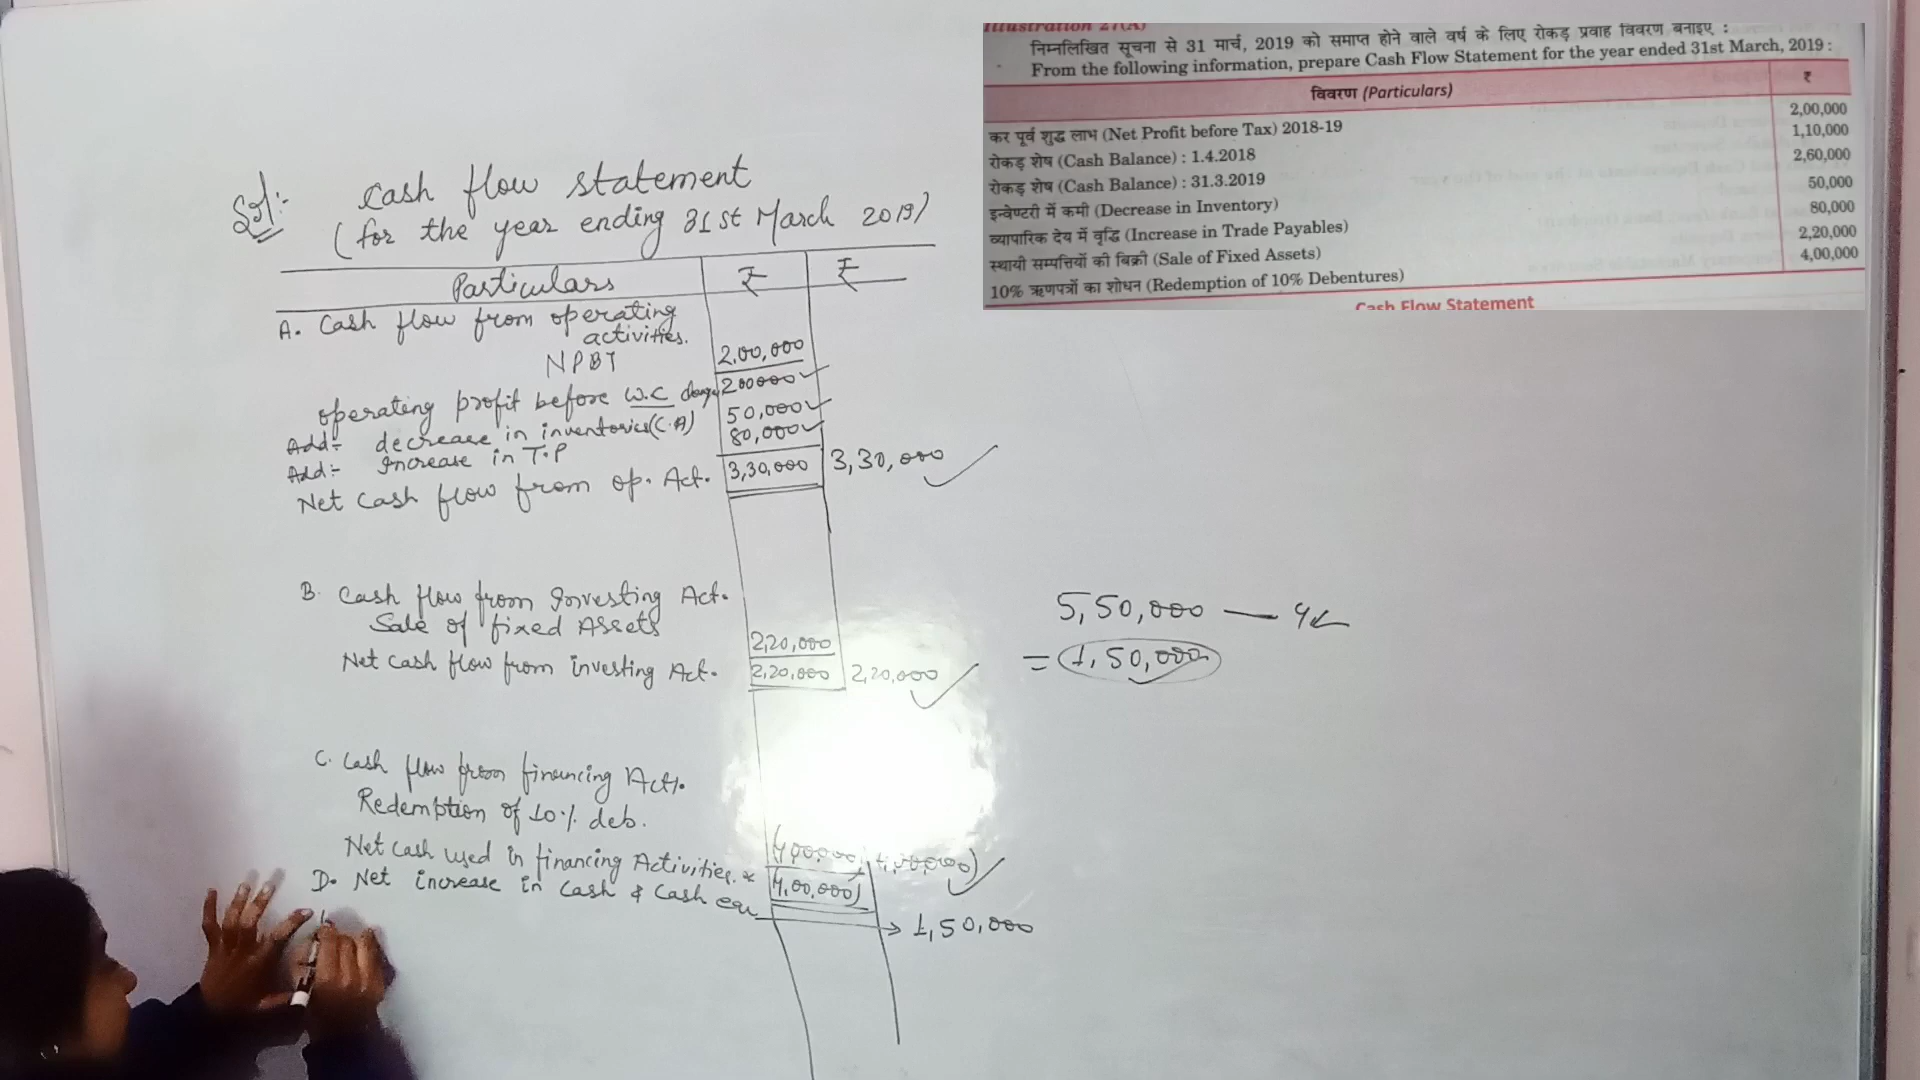 Illustration 27(A)
निम्नलिखित सूचना से 31 मार्च, 2019 को समाप्त होने वाले वर्ष के लिए रोकड़ प्रवाह विवरण बनाइए :
From the following information, prepare Cash Flow Statement for the year ended 31st March, 2019 :
विवरण (Particulars) ₹
कर पूर्व शुद्ध लाभ (Net Profit before Tax) 2018-19 2,00,000
रोकड़ शेष (Cash Balance) : 1.4.2018 1,10,000
रोकड़ शेष (Cash Balance) : 31.3.2019 2,60,000
इन्वेण्टरी में कमी (Decrease in Inventory) 50,000
व्यापारिक देय में वृद्धि (Increase in Trade Payables) 80,000
स्थायी सम्पत्तियों की बिक्री (Sale of Fixed Assets) 2,20,000
10% ऋणपत्रों का शोधन (Redemption of 10% Debentures) 4,00,000
Cash Flow Statement
Sol:- Cash flow statement
(for the year ending 31st March 2019)
Particulars ₹ ₹
A. Cash flow from operating
activities.
NPBT 2,00,000
operating profit before W.C 200000
Add:- decrease in inventories(C.A) 50,000
Add:- Increase in T.P 80,000
Net Cash flow from op. Act. 3,30,000 3,30,000
B. Cash flow from Investing Act.
Sale of fixed Assets 2,20,000
Net cash flow from investing Act. 2,20,000 2,20,000
C. Cash flow from financing Act.
Redemption of 10% deb. (4,00,000)
Net cash used in financing Activities. (4,00,000) (4,00,000)
D. Net increase in Cash & Cash equ → 1,50,000
5,50,000 — 4L
= 1,50,000